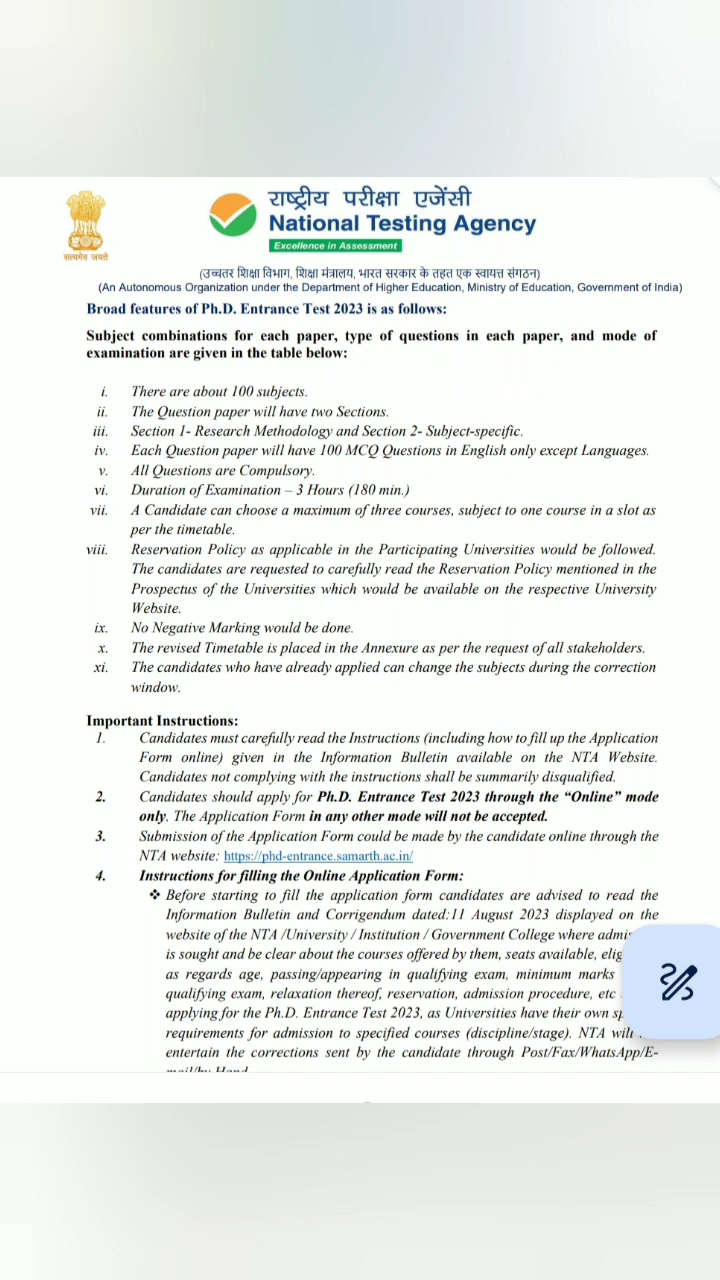 राष्ट्रीय परीक्षा एजेंसी
National Testing Agency
Excellence in Assessment
सत्यमेव जयते
(उच्चतर शिक्षा विभाग, शिक्षा मंत्रालय, भारत सरकार के तहत एक स्वायत्त संगठन)
(An Autonomous Organization under the Department of Higher Education, Ministry of Education, Government of India)
Broad features of Ph.D. Entrance Test 2023 is as follows:
Subject combinations for each paper, type of questions in each paper, and mode of
examination are given in the table below:
i. There are about 100 subjects.
ii. The Question paper will have two Sections.
iii. Section 1- Research Methodology and Section 2- Subject-specific.
iv. Each Question paper will have 100 MCQ Questions in English only except Languages.
v. All Questions are Compulsory.
vi. Duration of Examination – 3 Hours (180 min.)
vii. A Candidate can choose a maximum of three courses, subject to one course in a slot as
per the timetable.
viii. Reservation Policy as applicable in the Participating Universities would be followed.
The candidates are requested to carefully read the Reservation Policy mentioned in the
Prospectus of the Universities which would be available on the respective University
Website.
ix. No Negative Marking would be done.
x. The revised Timetable is placed in the Annexure as per the request of all stakeholders.
xi. The candidates who have already applied can change the subjects during the correction
window.
Important Instructions:
1. Candidates must carefully read the Instructions (including how to fill up the Application
Form online) given in the Information Bulletin available on the NTA Website.
Candidates not complying with the instructions shall be summarily disqualified.
2. Candidates should apply for Ph.D. Entrance Test 2023 through the “Online” mode
only. The Application Form in any other mode will not be accepted.
3. Submission of the Application Form could be made by the candidate online through the
NTA website: https://phd-entrance.samarth.ac.in/
4. Instructions for filling the Online Application Form:
❖ Before starting to fill the application form candidates are advised to read the
Information Bulletin and Corrigendum dated:11 August 2023 displayed on the
website of the NTA /University / Institution / Government College where
is sought and be clear about the courses offered by them, seats available,
as regards age, passing/appearing in qualifying exam, minimum marks
qualifying exam, relaxation thereof, reservation, admission procedure, etc
applying for the Ph.D. Entrance Test 2023, as Universities have their own
requirements for admission to specified courses (discipline/stage). NTA will
entertain the corrections sent by the candidate through Post/Fax/WhatsApp/E-